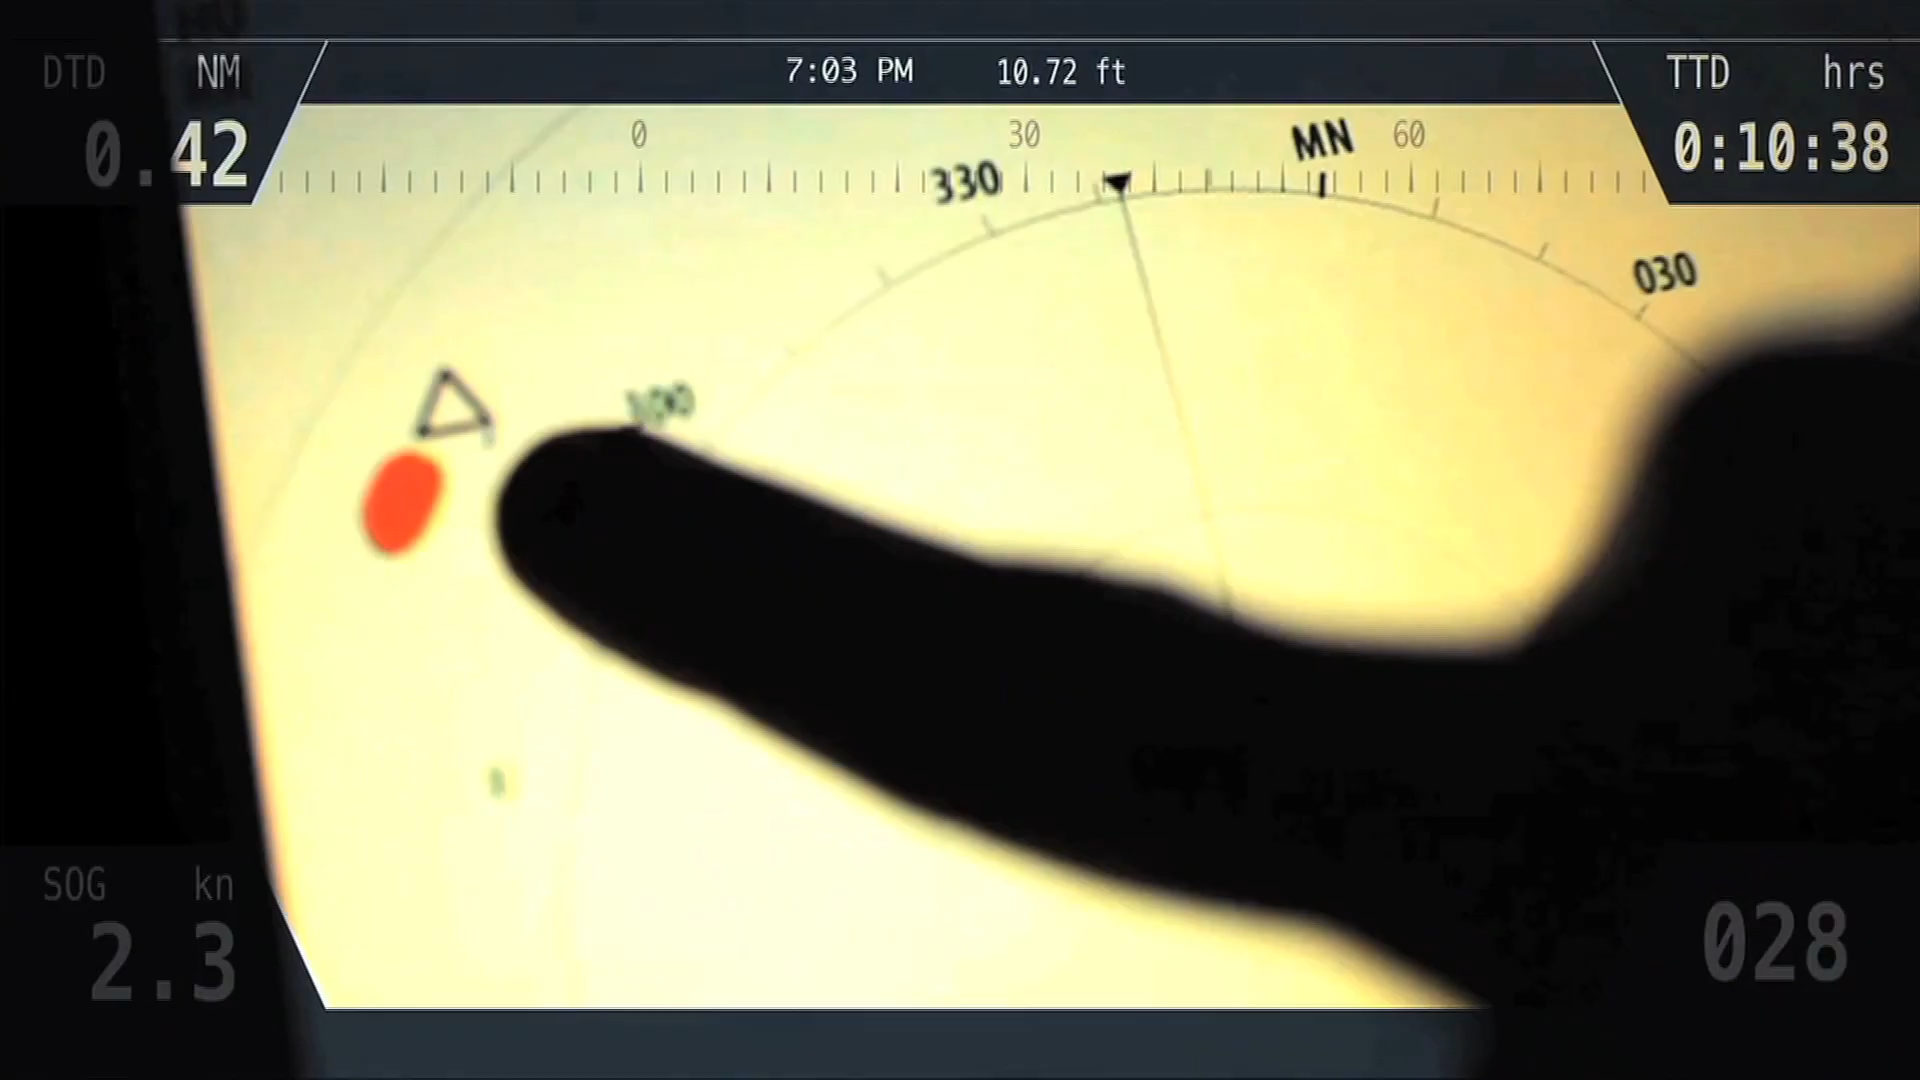 DTD NM
0.42
7:03 PM 10.72 ft
TTD hrs
0:10:38
0 30 60
MN
330
030
SOG kn
2.3
028